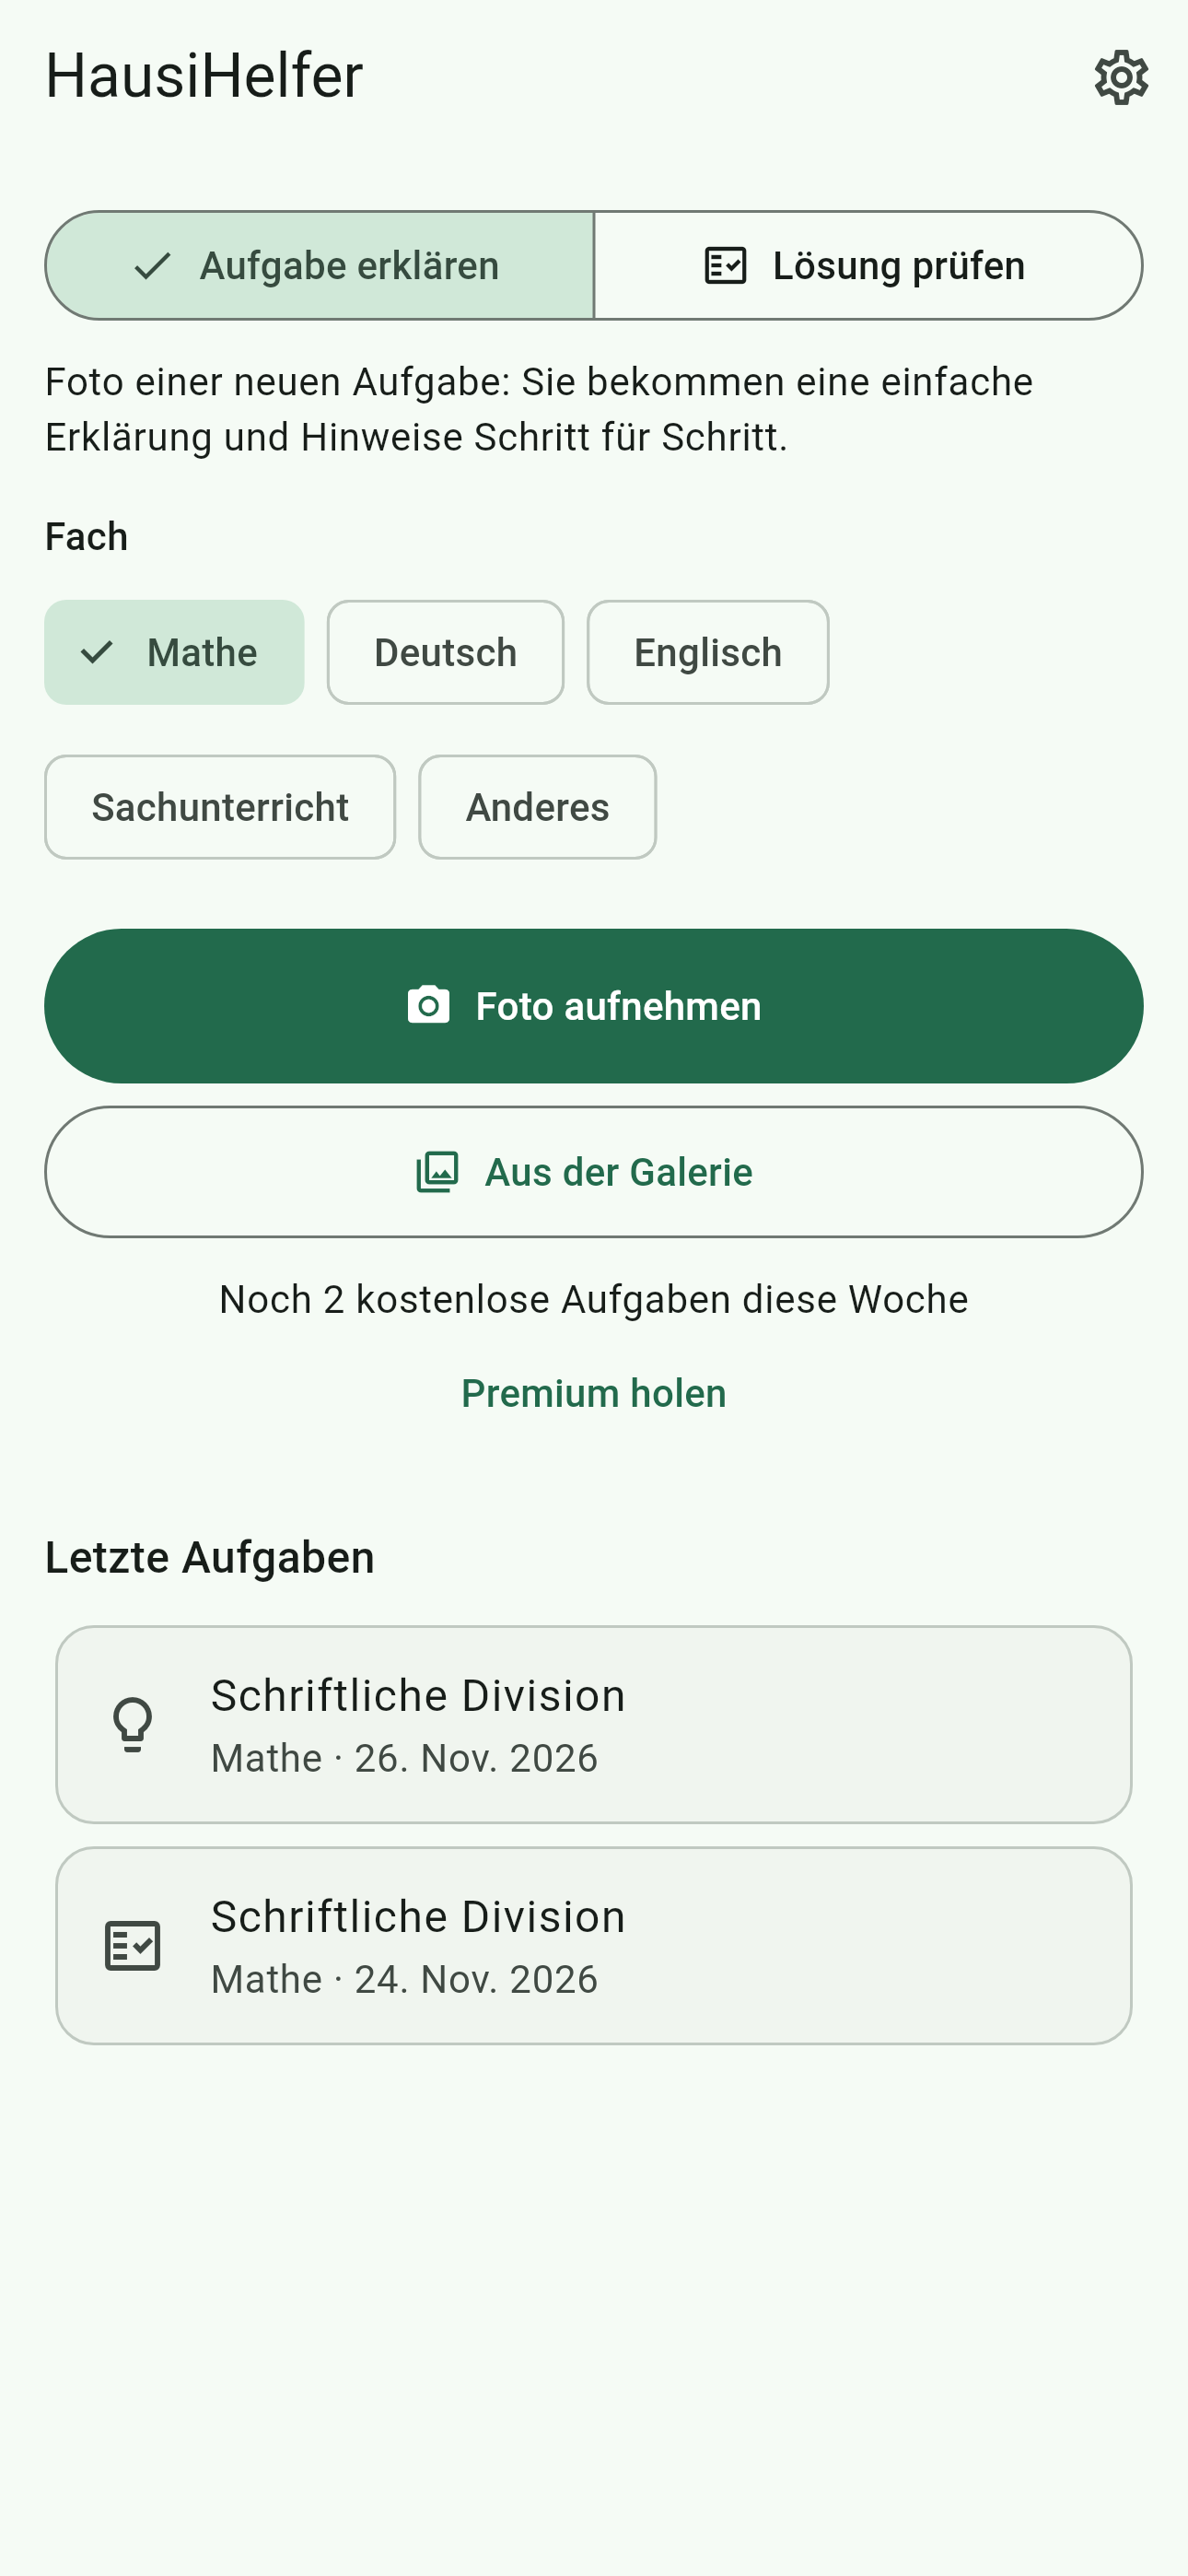 HausiHelfer
Aufgabe erklären
Lösung prüfen
Foto einer neuen Aufgabe: Sie bekommen eine einfache
Erklärung und Hinweise Schritt für Schritt.
Fach
Mathe
Deutsch
Englisch
Sachunterricht
Anderes
Foto aufnehmen
Aus der Galerie
Noch 2 kostenlose Aufgaben diese Woche
Premium holen
Letzte Aufgaben
Schriftliche Division
Mathe · 26. Nov. 2026
Schriftliche Division
Mathe · 24. Nov. 2026